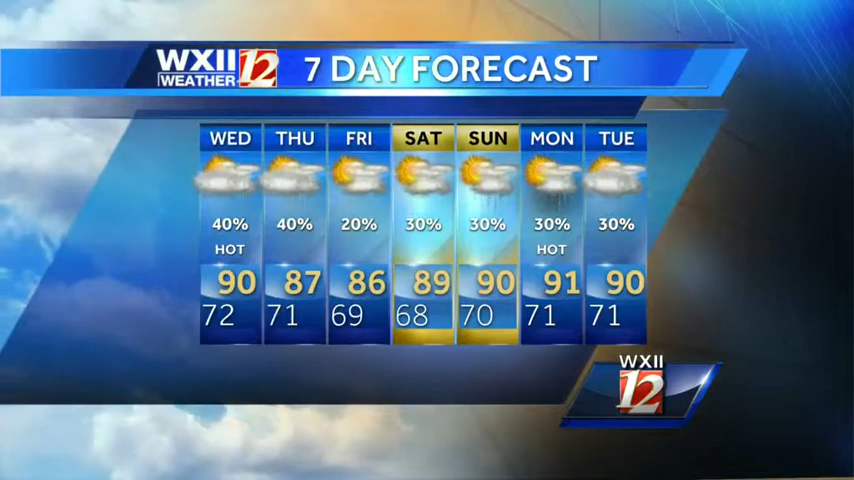 WXII 12
WEATHER
7 DAY FORECAST
WED THU FRI SAT SUN MON TUE
40% 40% 20% 30% 30% 30% 30%
HOT HOT
90 87 86 89 90 91 90
72 71 69 68 70 71 71
WXII
12